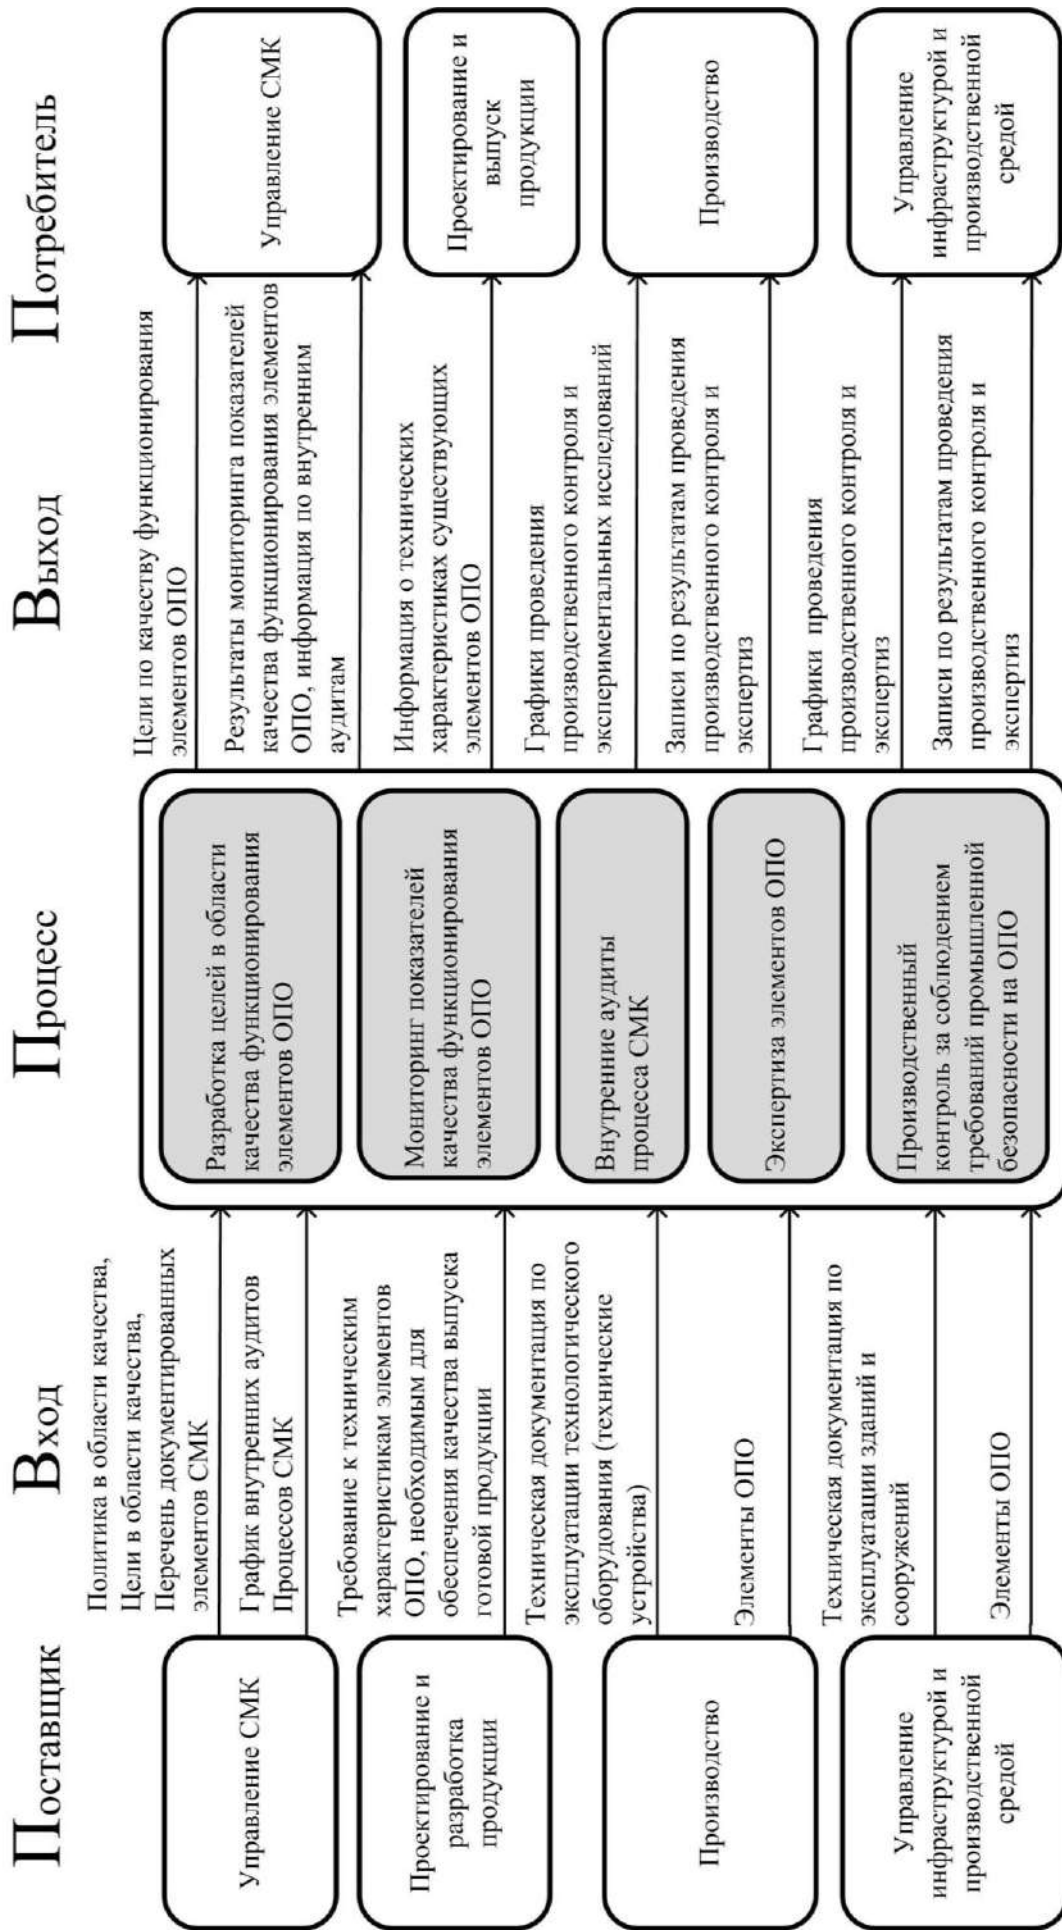 Поставщик
Вход
Процесс
Выход
Потребитель
Управление СМК
Проектирование и
разработка
продукции
Производство
Управление
инфраструктурой и
производственной
средой
Политика в области качества,
Цели в области качества,
Перечень документированных
элементов СМК
График внутренних аудитов
Процессов СМК
Требование к техническим
характеристикам элементов
ОПО, необходимым для
обеспечения качества выпуска
готовой продукции
Техническая документация по
эксплуатации технологического
оборудования (технические
устройства)
Элементы ОПО
Техническая документация по
эксплуатации зданий и
сооружений
Элементы ОПО
Разработка целей в области
качества функционирования
элементов ОПО
Мониторинг показателей
качества функционирования
элементов ОПО
Внутренние аудиты
процесса СМК
Экспертиза элементов ОПО
Производственный
контроль за соблюдением
требований промышленной
безопасности на ОПО
Цели по качеству функционирования
элементов ОПО
Результаты мониторинга показателей
качества функционирования элементов
ОПО, информация по внутренним
аудитам
Информация о технических
характеристиках существующих
элементов ОПО
Графики проведения
производственного контроля и
экспериментальных исследований
Записи по результатам проведения
производственного контроля и
экспертиз
Графики проведения
производственного контроля и
экспертиз
Записи по результатам проведения
производственного контроля и
экспертиз
Управление СМК
Проектирование и
выпуск
продукции
Производство
Управление
инфраструктурой и
производственной
средой